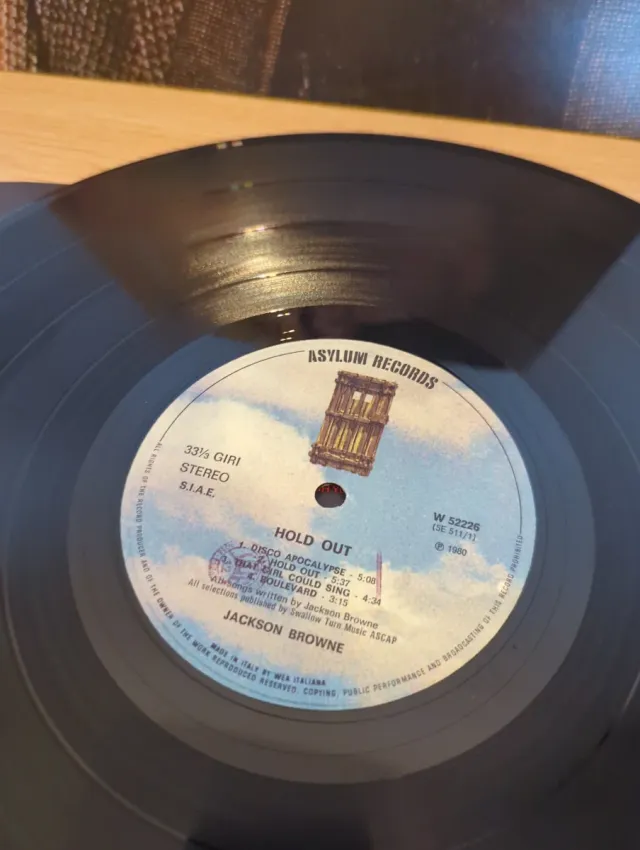 ASYLUM RECORDS
33⅓ GIRI
STEREO
S.I.A.E.
W 52226
(SE 511/1)
℗ 1980
HOLD OUT
1. DISCO APOCALYPSE - 5:08
2. HOLD OUT - 5:37
THAT GIRL COULD SING - 4:34
4. BOULEVARD - 3:15
All songs written by Jackson Browne
All selections published by Swallow Turn Music ASCAP
JACKSON BROWNE
MADE IN ITALY BY WEA ITALIANA
ALL RIGHTS OF THE RECORD PRODUCER AND OF THE OWNER OF THE WORK REPRODUCED RESERVED. COPYING, PUBLIC PERFORMANCE AND BROADCASTING OF THIS RECORD PROHIBITED